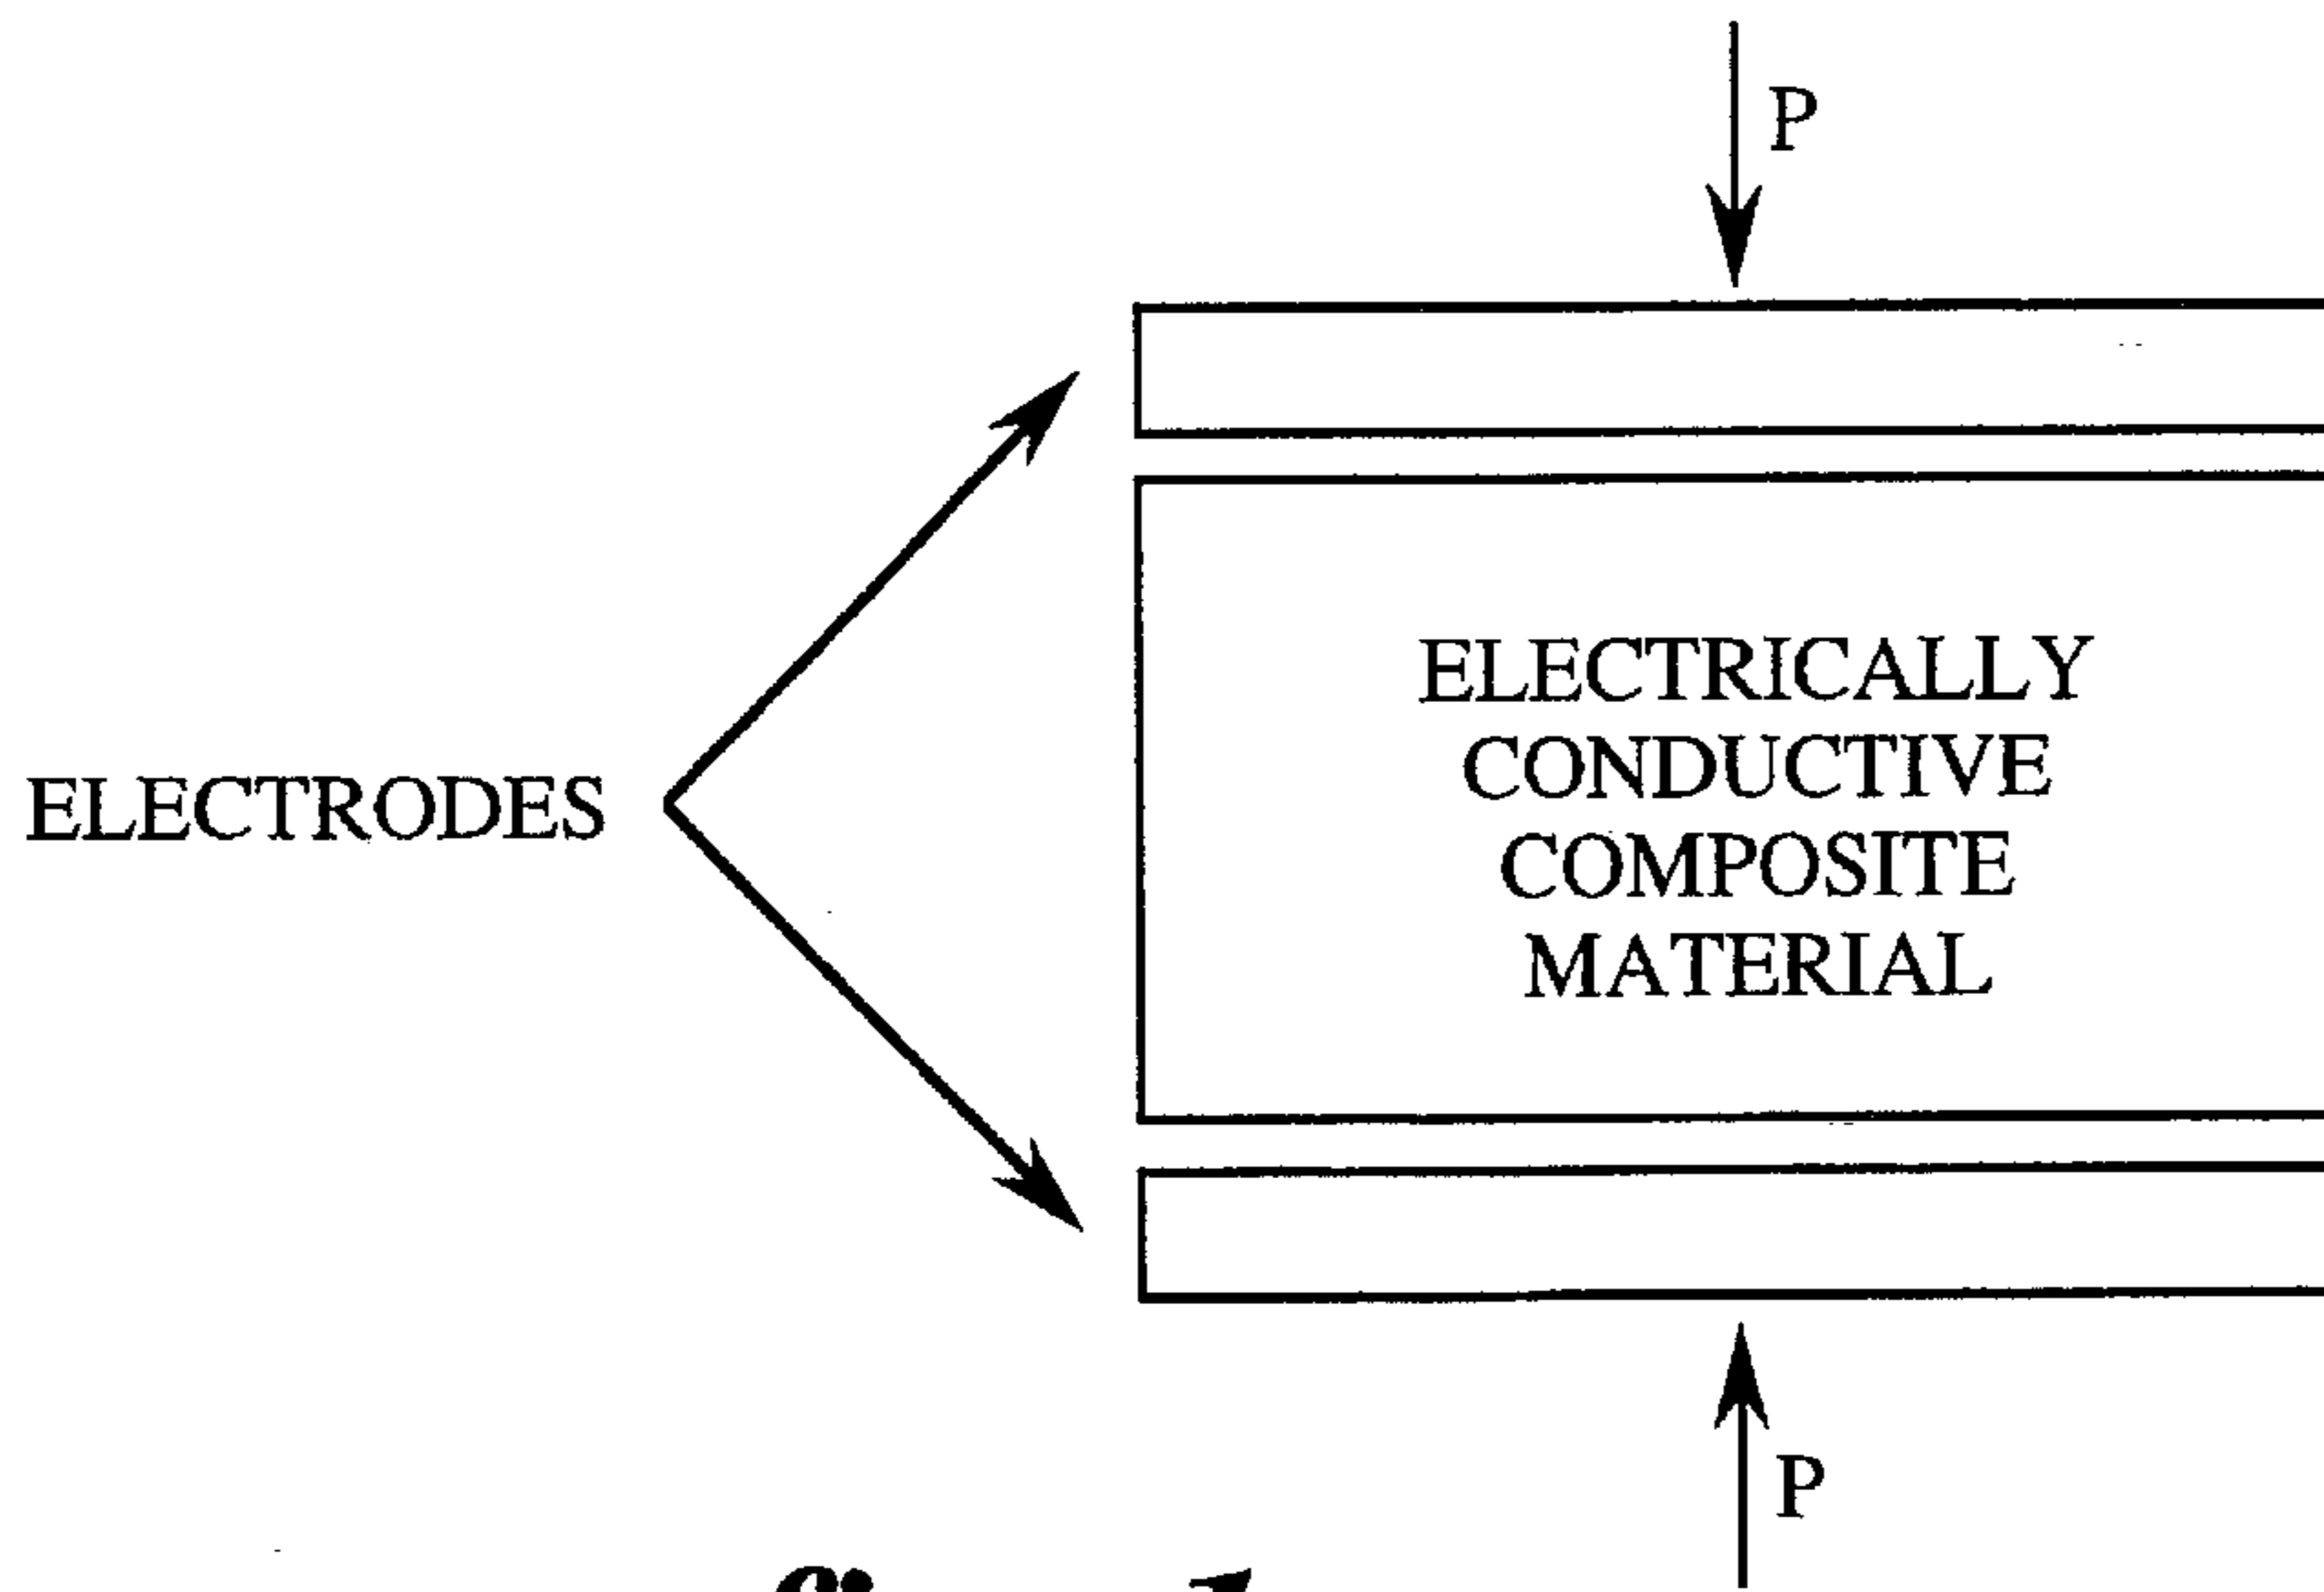 P
ELECTRICALLY
CONDUCTIVE
COMPOSITE
MATERIAL
ELECTRODES
P